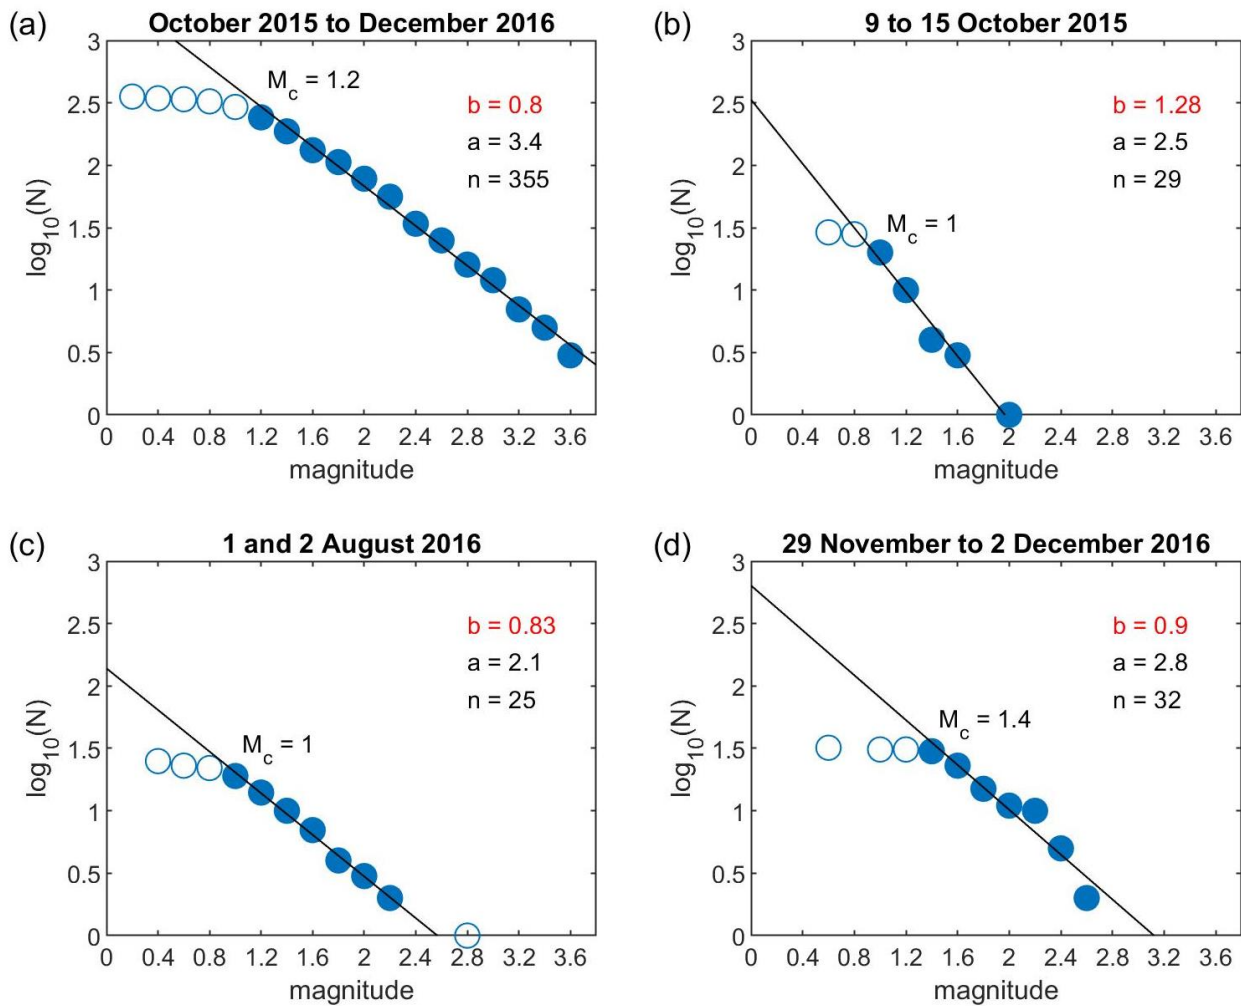 (a)
October 2015 to December 2016
3
2.5
2
1.5
1
0.5
0
log10(N)
Mc = 1.2
b = 0.8
a = 3.4
n = 355
0 0.4 0.8 1.2 1.6 2 2.4 2.8 3.2 3.6
magnitude
(b)
9 to 15 October 2015
3
2.5
2
1.5
1
0.5
0
log10(N)
b = 1.28
a = 2.5
n = 29
Mc = 1
0 0.4 0.8 1.2 1.6 2 2.4 2.8 3.2 3.6
magnitude
(c)
1 and 2 August 2016
3
2.5
2
1.5
1
0.5
0
log10(N)
b = 0.83
a = 2.1
n = 25
Mc = 1
0 0.4 0.8 1.2 1.6 2 2.4 2.8 3.2 3.6
magnitude
(d)
29 November to 2 December 2016
3
2.5
2
1.5
1
0.5
0
log10(N)
b = 0.9
a = 2.8
n = 32
Mc = 1.4
0 0.4 0.8 1.2 1.6 2 2.4 2.8 3.2 3.6
magnitude